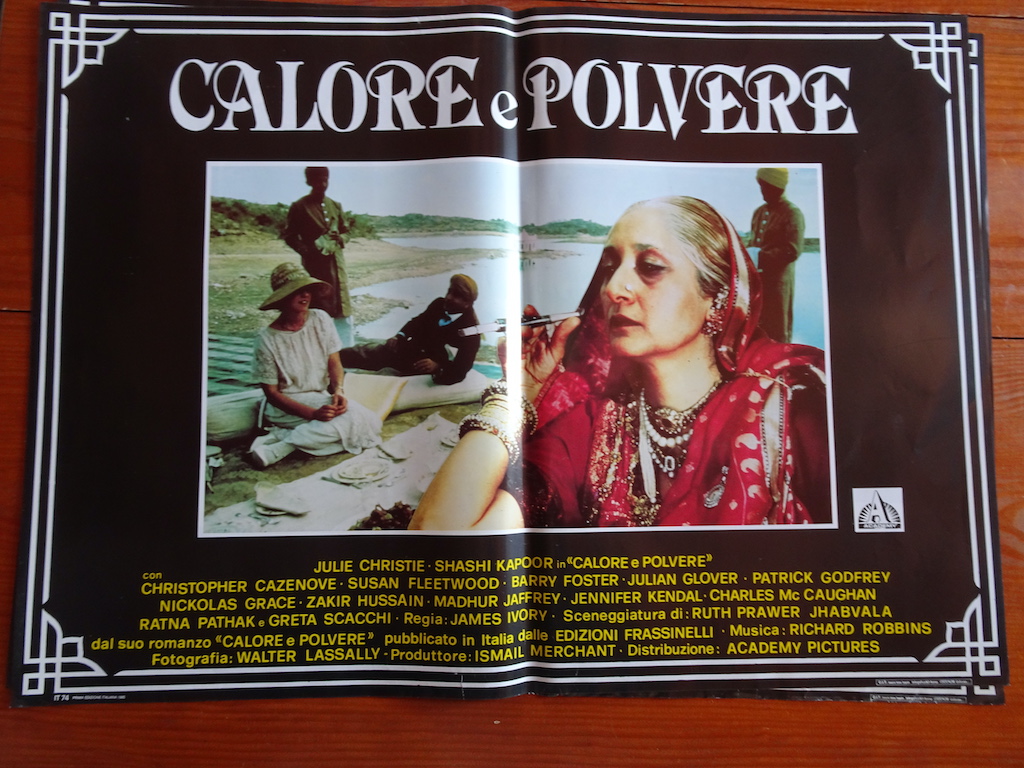 CALORE e POLVERE
ACADEMY
JULIE CHRISTIE · SHASHI KAPOOR in «CALORE e POLVERE»
con
CHRISTOPHER CAZENOVE · SUSAN FLEETWOOD · BARRY FOSTER · JULIAN GLOVER · PATRICK GODFREY
NICKOLAS GRACE · ZAKIR HUSSAIN · MADHUR JAFFREY · JENNIFER KENDAL · CHARLES Mc CAUGHAN
RATNA PATHAK e GRETA SCACCHI · Regia: JAMES IVORY · Sceneggiatura di: RUTH PRAWER JHABVALA
dal suo romanzo «CALORE e POLVERE» pubblicato in Italia dalle EDIZIONI FRASSINELLI · Musica: RICHARD ROBBINS
Fotografia: WALTER LASSALLY - Produttore: ISMAIL MERCHANT · Distribuzione: ACADEMY PICTURES
IT 74